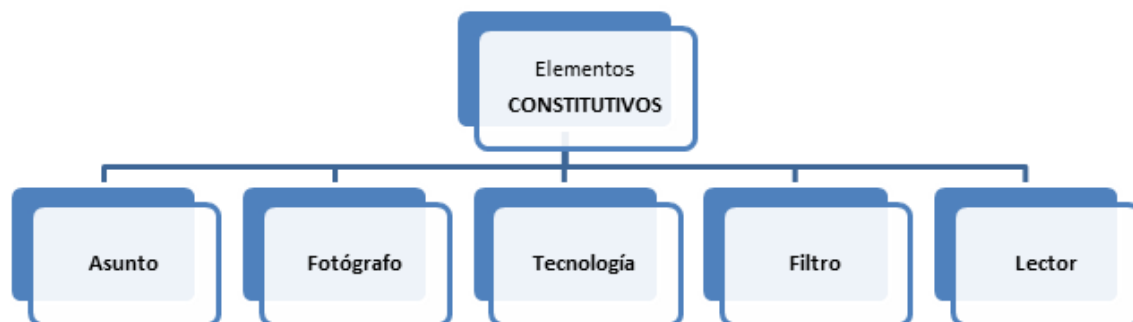 Elementos
CONSTITUTIVOS
Asunto
Fotógrafo
Tecnología
Filtro
Lector